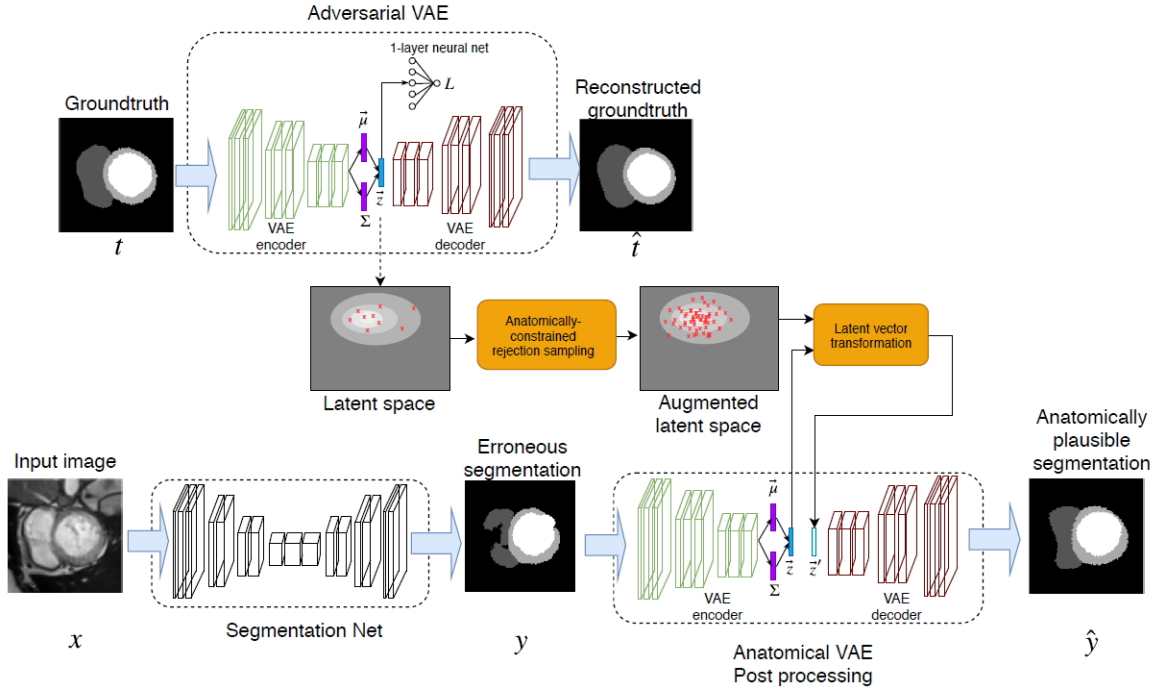 Adversarial VAE
1-layer neural net
L
Groundtruth
Reconstructed
groundtruth
μ⃗
Σ
z⃗
VAE
encoder
VAE
decoder
t
t̂
Anatomically-
constrained
rejection sampling
Latent vector
transformation
Latent space
Augmented
latent space
Input image
Erroneous
segmentation
Anatomically
plausible
segmentation
μ⃗
Σ
z⃗
z⃗′
VAE
encoder
VAE
decoder
Segmentation Net
x
y
Anatomical VAE
Post processing
ŷ